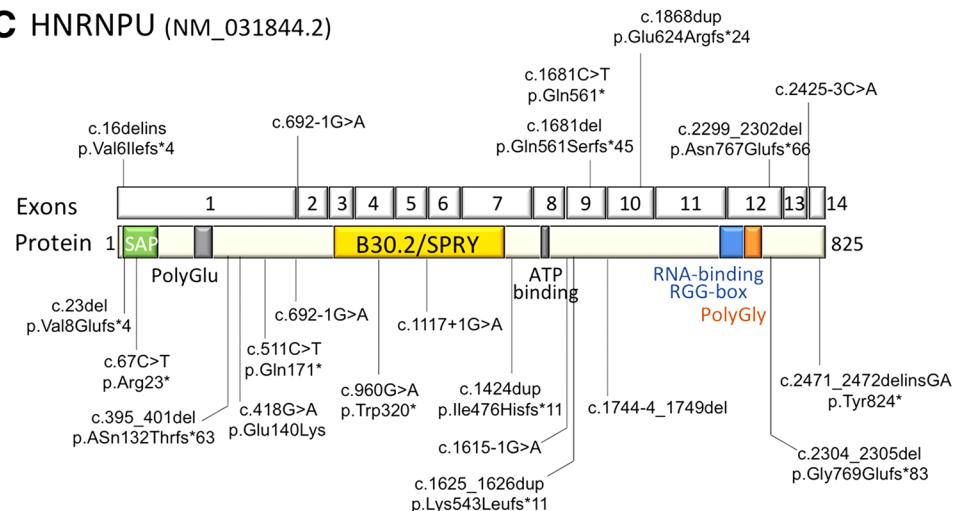 C HNRNPU (NM_031844.2)
c.1868dup
p.Glu624Argfs*24
c.1681C>T
p.Gln561*
c.2425-3C>A
c.16delins
p.Val6Ilefs*4
c.692-1G>A
c.1681del
p.Gln561Serfs*45
c.2299_2302del
p.Asn767Glufs*66
Exons 1 2 3 4 5 6 7 8 9 10 11 12 13 14
Protein 1 SAP B30.2/SPRY 825
PolyGlu
ATP
binding
RNA-binding
RGG-box
PolyGly
c.23del
p.Val8Glufs*4
c.692-1G>A
c.1117+1G>A
c.67C>T
p.Arg23*
c.511C>T
p.Gln171*
c.960G>A
p.Trp320*
c.1424dup
p.Ile476Hisfs*11
c.2471_2472delinsGA
p.Tyr824*
c.395_401del
p.ASn132Thrfs*63
c.418G>A
p.Glu140Lys
c.1744-4_1749del
c.1615-1G>A
c.2304_2305del
p.Gly769Glufs*83
c.1625_1626dup
p.Lys543Leufs*11